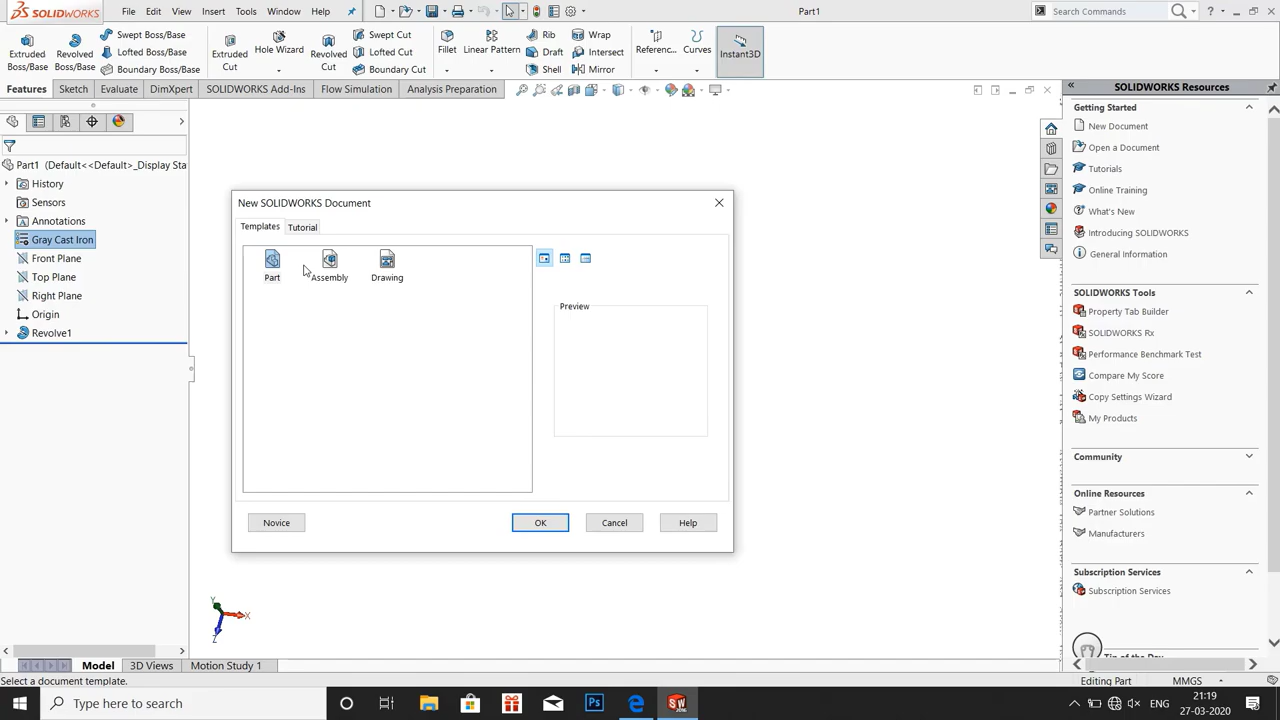 SOLIDWORKS File Edit View Insert Tools Window Help Part1 Search Commands
Extruded Boss/Base
Revolved Boss/Base
Swept Boss/Base
Lofted Boss/Base
Boundary Boss/Base
Extruded Cut
Hole Wizard
Revolved Cut
Swept Cut
Lofted Cut
Boundary Cut
Fillet
Linear Pattern
Rib
Draft
Shell
Wrap
Intersect
Mirror
Referenc...
Curves
Instant3D
Features Sketch Evaluate DimXpert SOLIDWORKS Add-Ins Flow Simulation Analysis Preparation
Part1 (Default<<Default>_Display Sta
History
Sensors
Annotations
Gray Cast Iron
Front Plane
Top Plane
Right Plane
Origin
Revolve1
New SOLIDWORKS Document
Templates Tutorial
Part Assembly Drawing
Preview
Novice OK Cancel Help
Y X Z
SOLIDWORKS Resources
Getting Started
New Document
Open a Document
Tutorials
Online Training
What's New
Introducing SOLIDWORKS
General Information
SOLIDWORKS Tools
Property Tab Builder
SOLIDWORKS Rx
Performance Benchmark Test
Compare My Score
Copy Settings Wizard
My Products
Community
Online Resources
Partner Solutions
Manufacturers
Subscription Services
Subscription Services
Tip of the Day
Model 3D Views Motion Study 1
Select a document template. Editing Part MMGS
Type here to search
Ps
SW
ENG
21:19
27-03-2020